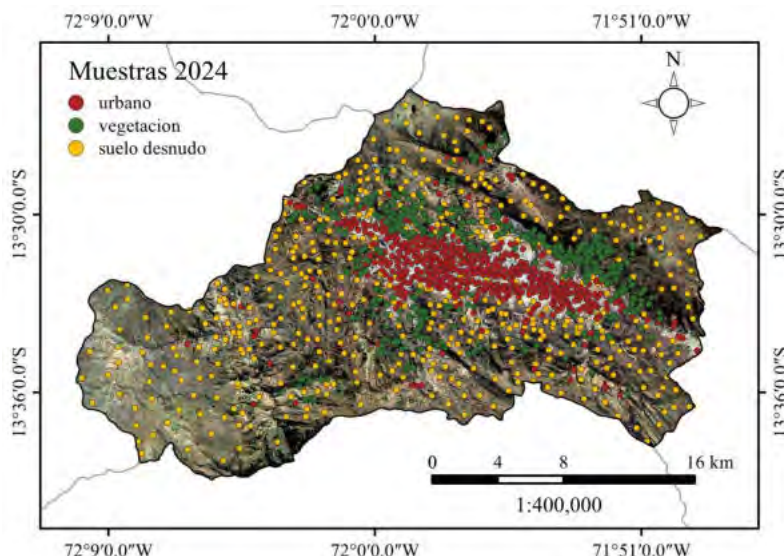 72°9'0.0"W 72°0'0.0"W 71°51'0.0"W
Muestras 2024
urbano
vegetacion
suelo desnudo
N
13°30'0.0"S 13°30'0.0"S
13°36'0.0"S 13°36'0.0"S
0 4 8 16 km
1:400,000
72°9'0.0"W 72°0'0.0"W 71°51'0.0"W